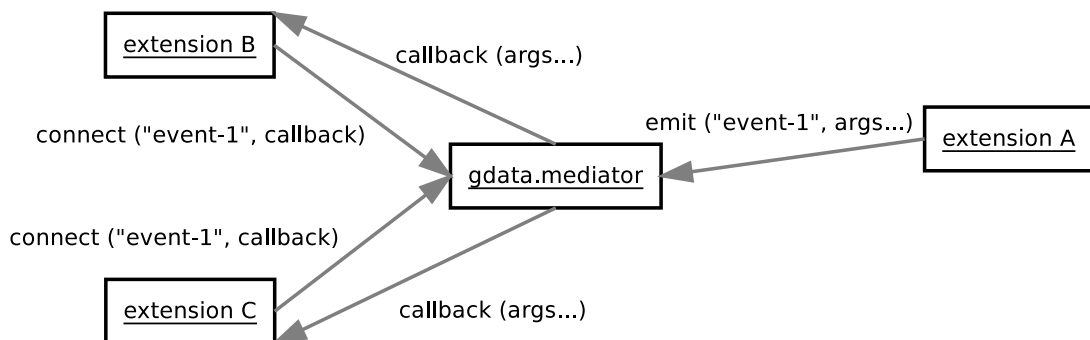 extension B
callback (args...)
emit ("event-1", args...)
connect ("event-1", callback)
extension A
gdata.mediator
connect ("event-1", callback)
extension C
callback (args...)